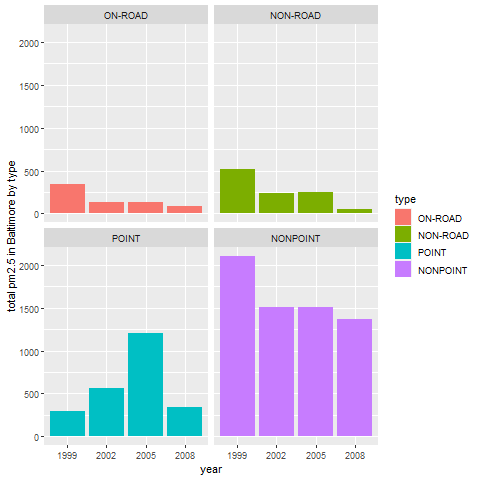 ON-ROAD
NON-ROAD
2000
1500
1000
500
0
POINT
NONPOINT
2000
1500
1000
500
0
1999 2002 2005 2008
1999 2002 2005 2008
year
total pm2.5 in Baltimore by type
type
ON-ROAD
NON-ROAD
POINT
NONPOINT